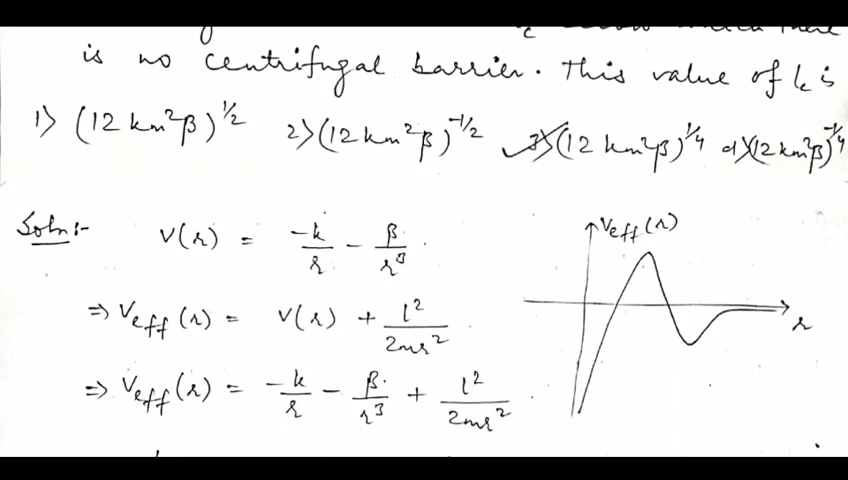 is no centrifugal barrier. This value of lc is
1) (12 km²β)^1/2 2) (12 km²β)^-1/2 3) (12 km²β)^1/4 4) (12 km²β)^-1/4
Soln:- V(r) = -k/r - β/r³.
Veff(r)
r
⇒ Veff(r) = V(r) + l²/2mr²
⇒ Veff(r) = -k/r - β/r³ + l²/2mr².